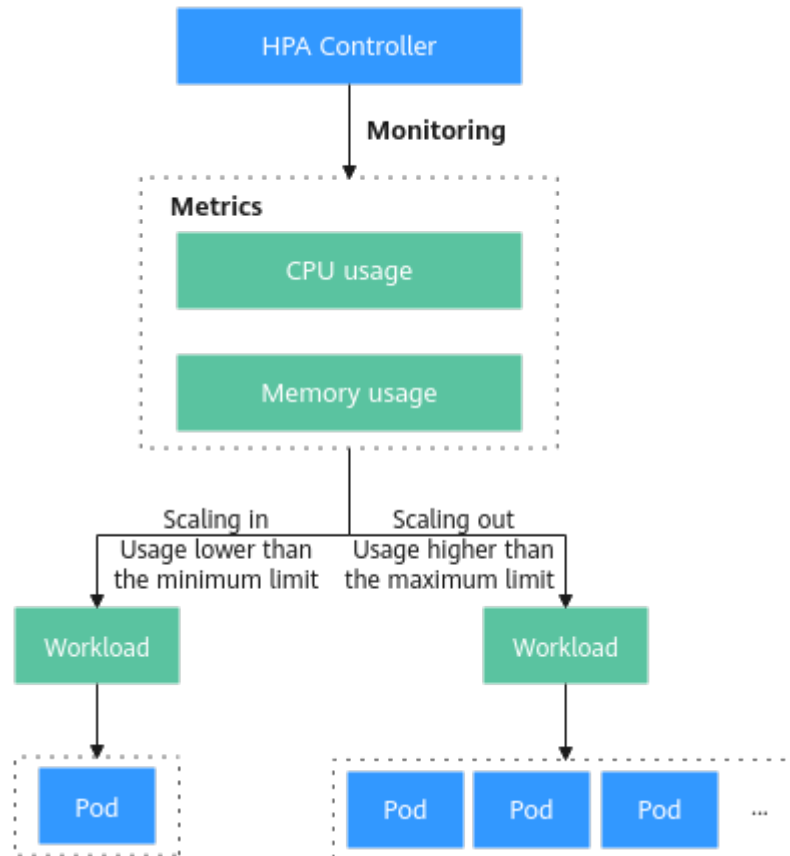 HPA Controller
Monitoring
Metrics
CPU usage
Memory usage
Scaling in
Usage lower than
the minimum limit
Scaling out
Usage higher than
the maximum limit
Workload
Workload
Pod
Pod
Pod
Pod
...